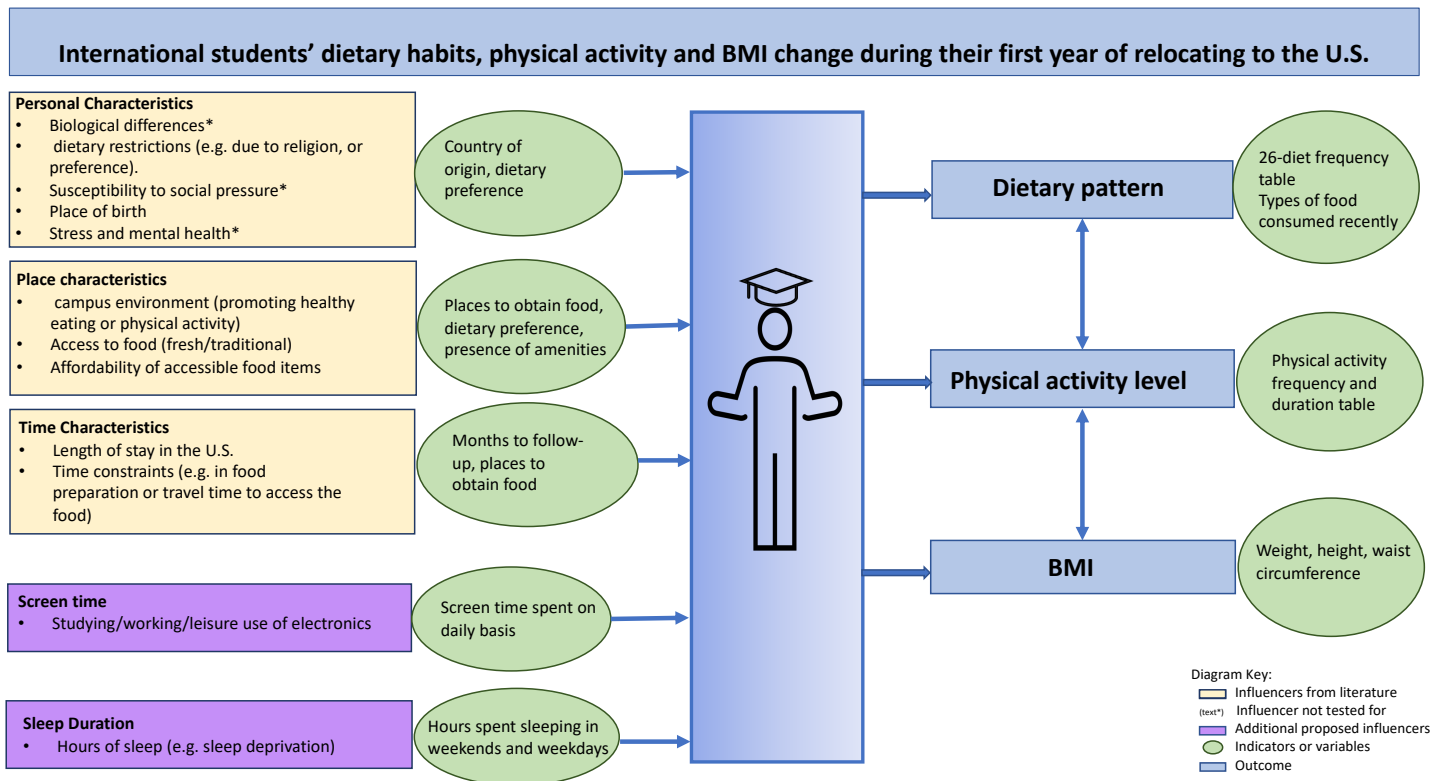 International students’ dietary habits, physical activity and BMI change during their first year of relocating to the U.S.
Personal Characteristics
• Biological differences*
• dietary restrictions (e.g. due to religion, or
preference).
• Susceptibility to social pressure*
• Place of birth
• Stress and mental health*
Country of
origin, dietary
preference
Place characteristics
• campus environment (promoting healthy
eating or physical activity)
• Access to food (fresh/traditional)
• Affordability of accessible food items
Places to obtain food,
dietary preference,
presence of amenities
Time Characteristics
• Length of stay in the U.S.
• Time constraints (e.g. in food
preparation or travel time to access the
food)
Months to follow-
up, places to
obtain food
Screen time
• Studying/working/leisure use of electronics
Screen time spent on
daily basis
Sleep Duration
• Hours of sleep (e.g. sleep deprivation)
Hours spent sleeping in
weekends and weekdays
Dietary pattern
26-diet frequency
table
Types of food
consumed recently
Physical activity level
Physical activity
frequency and
duration table
BMI
Weight, height, waist
circumference
Diagram Key:
Influencers from literature
(text*) Influencer not tested for
Additional proposed influencers
Indicators or variables
Outcome